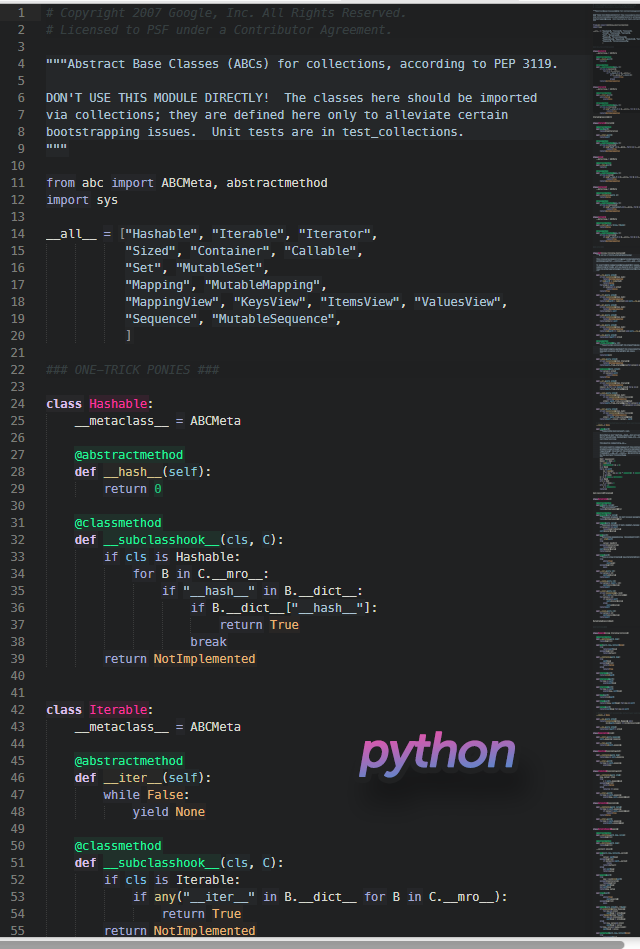 1 # Copyright 2007 Google, Inc. All Rights Reserved.
2 # Licensed to PSF under a Contributor Agreement.
3
4 """Abstract Base Classes (ABCs) for collections, according to PEP 3119.
5
6 DON'T USE THIS MODULE DIRECTLY!  The classes here should be imported
7 via collections; they are defined here only to alleviate certain
8 bootstrapping issues.  Unit tests are in test_collections.
9 """
10
11 from abc import ABCMeta, abstractmethod
12 import sys
13
14 __all__ = ["Hashable", "Iterable", "Iterator",
15            "Sized", "Container", "Callable",
16            "Set", "MutableSet",
17            "Mapping", "MutableMapping",
18            "MappingView", "KeysView", "ItemsView", "ValuesView",
19            "Sequence", "MutableSequence",
20            ]
21
22 ### ONE-TRICK PONIES ###
23
24 class Hashable:
25     __metaclass__ = ABCMeta
26
27     @abstractmethod
28     def __hash__(self):
29         return 0
30
31     @classmethod
32     def __subclasshook__(cls, C):
33         if cls is Hashable:
34             for B in C.__mro__:
35                 if "__hash__" in B.__dict__:
36                     if B.__dict__["__hash__"]:
37                         return True
38                     break
39         return NotImplemented
40
41
42 class Iterable:
43     __metaclass__ = ABCMeta
44
45     @abstractmethod
46     def __iter__(self):
47         while False:
48             yield None
49
50     @classmethod
51     def __subclasshook__(cls, C):
52         if cls is Iterable:
53             if any("__iter__" in B.__dict__ for B in C.__mro__):
54                 return True
55         return NotImplemented
python